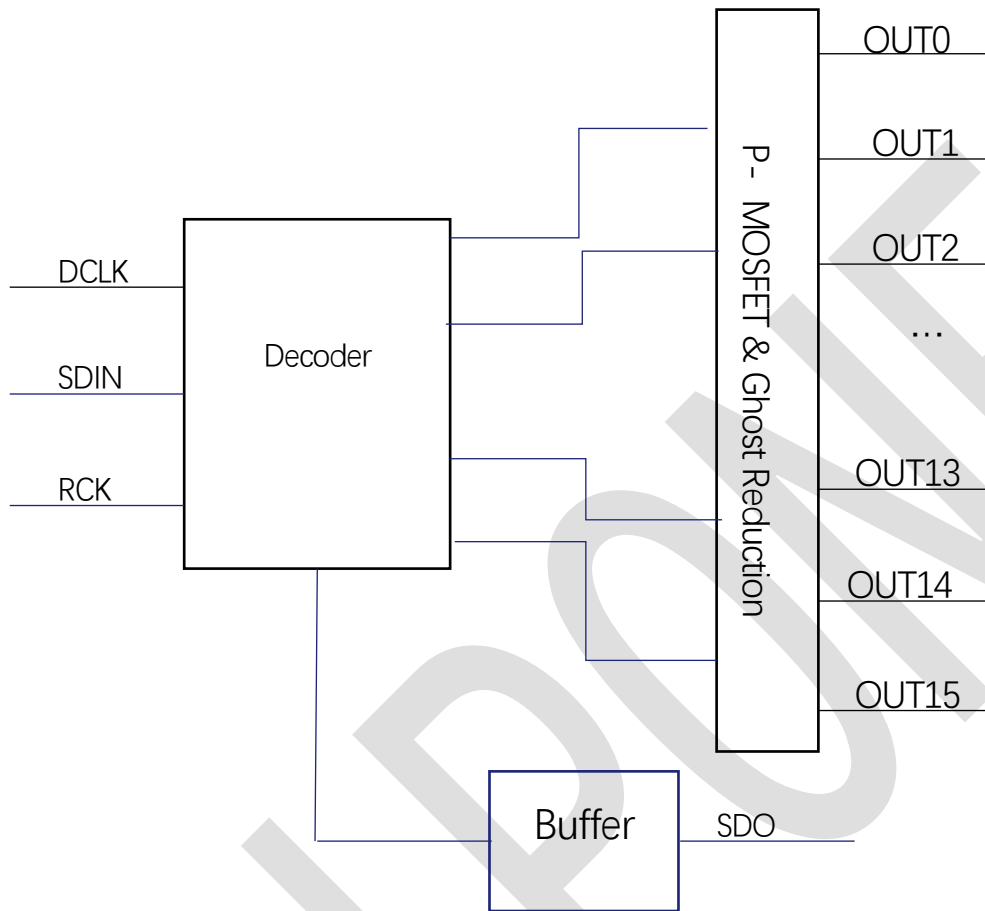 OUT0
OUT1
OUT2
...
OUT13
OUT14
OUT15
P- MOSFET & Ghost Reduction
DCLK
SDIN
RCK
Decoder
Buffer
SDO